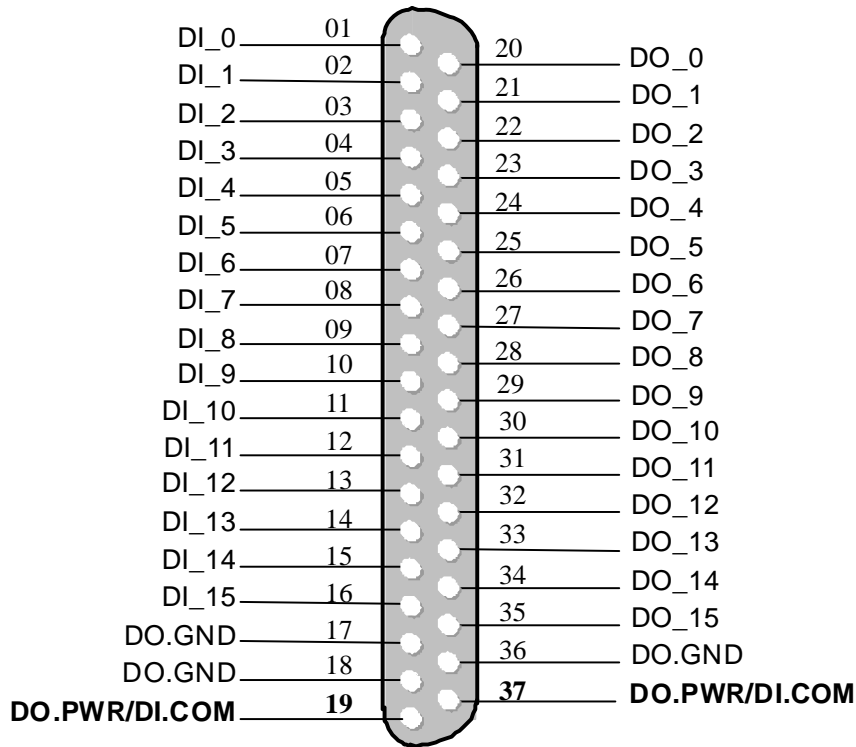 DI_0 01
DI_1 02
DI_2 03
DI_3 04
DI_4 05
DI_5 06
DI_6 07
DI_7 08
DI_8 09
DI_9 10
DI_10 11
DI_11 12
DI_12 13
DI_13 14
DI_14 15
DI_15 16
DO.GND 17
DO.GND 18
DO.PWR/DI.COM 19
20 DO_0
21 DO_1
22 DO_2
23 DO_3
24 DO_4
25 DO_5
26 DO_6
27 DO_7
28 DO_8
29 DO_9
30 DO_10
31 DO_11
32 DO_12
33 DO_13
34 DO_14
35 DO_15
36 DO.GND
37 DO.PWR/DI.COM